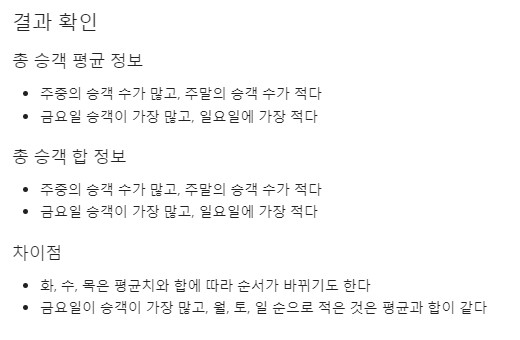 결과 확인
총 승객 평균 정보
주중의 승객 수가 많고, 주말의 승객 수가 적다
금요일 승객이 가장 많고, 일요일에 가장 적다
총 승객 합 정보
주중의 승객 수가 많고, 주말의 승객 수가 적다
금요일 승객이 가장 많고, 일요일에 가장 적다
차이점
화, 수, 목은 평균치와 합에 따라 순서가 바뀌기도 한다
금요일이 승객이 가장 많고, 월, 토, 일 순으로 적은 것은 평균과 합이 같다